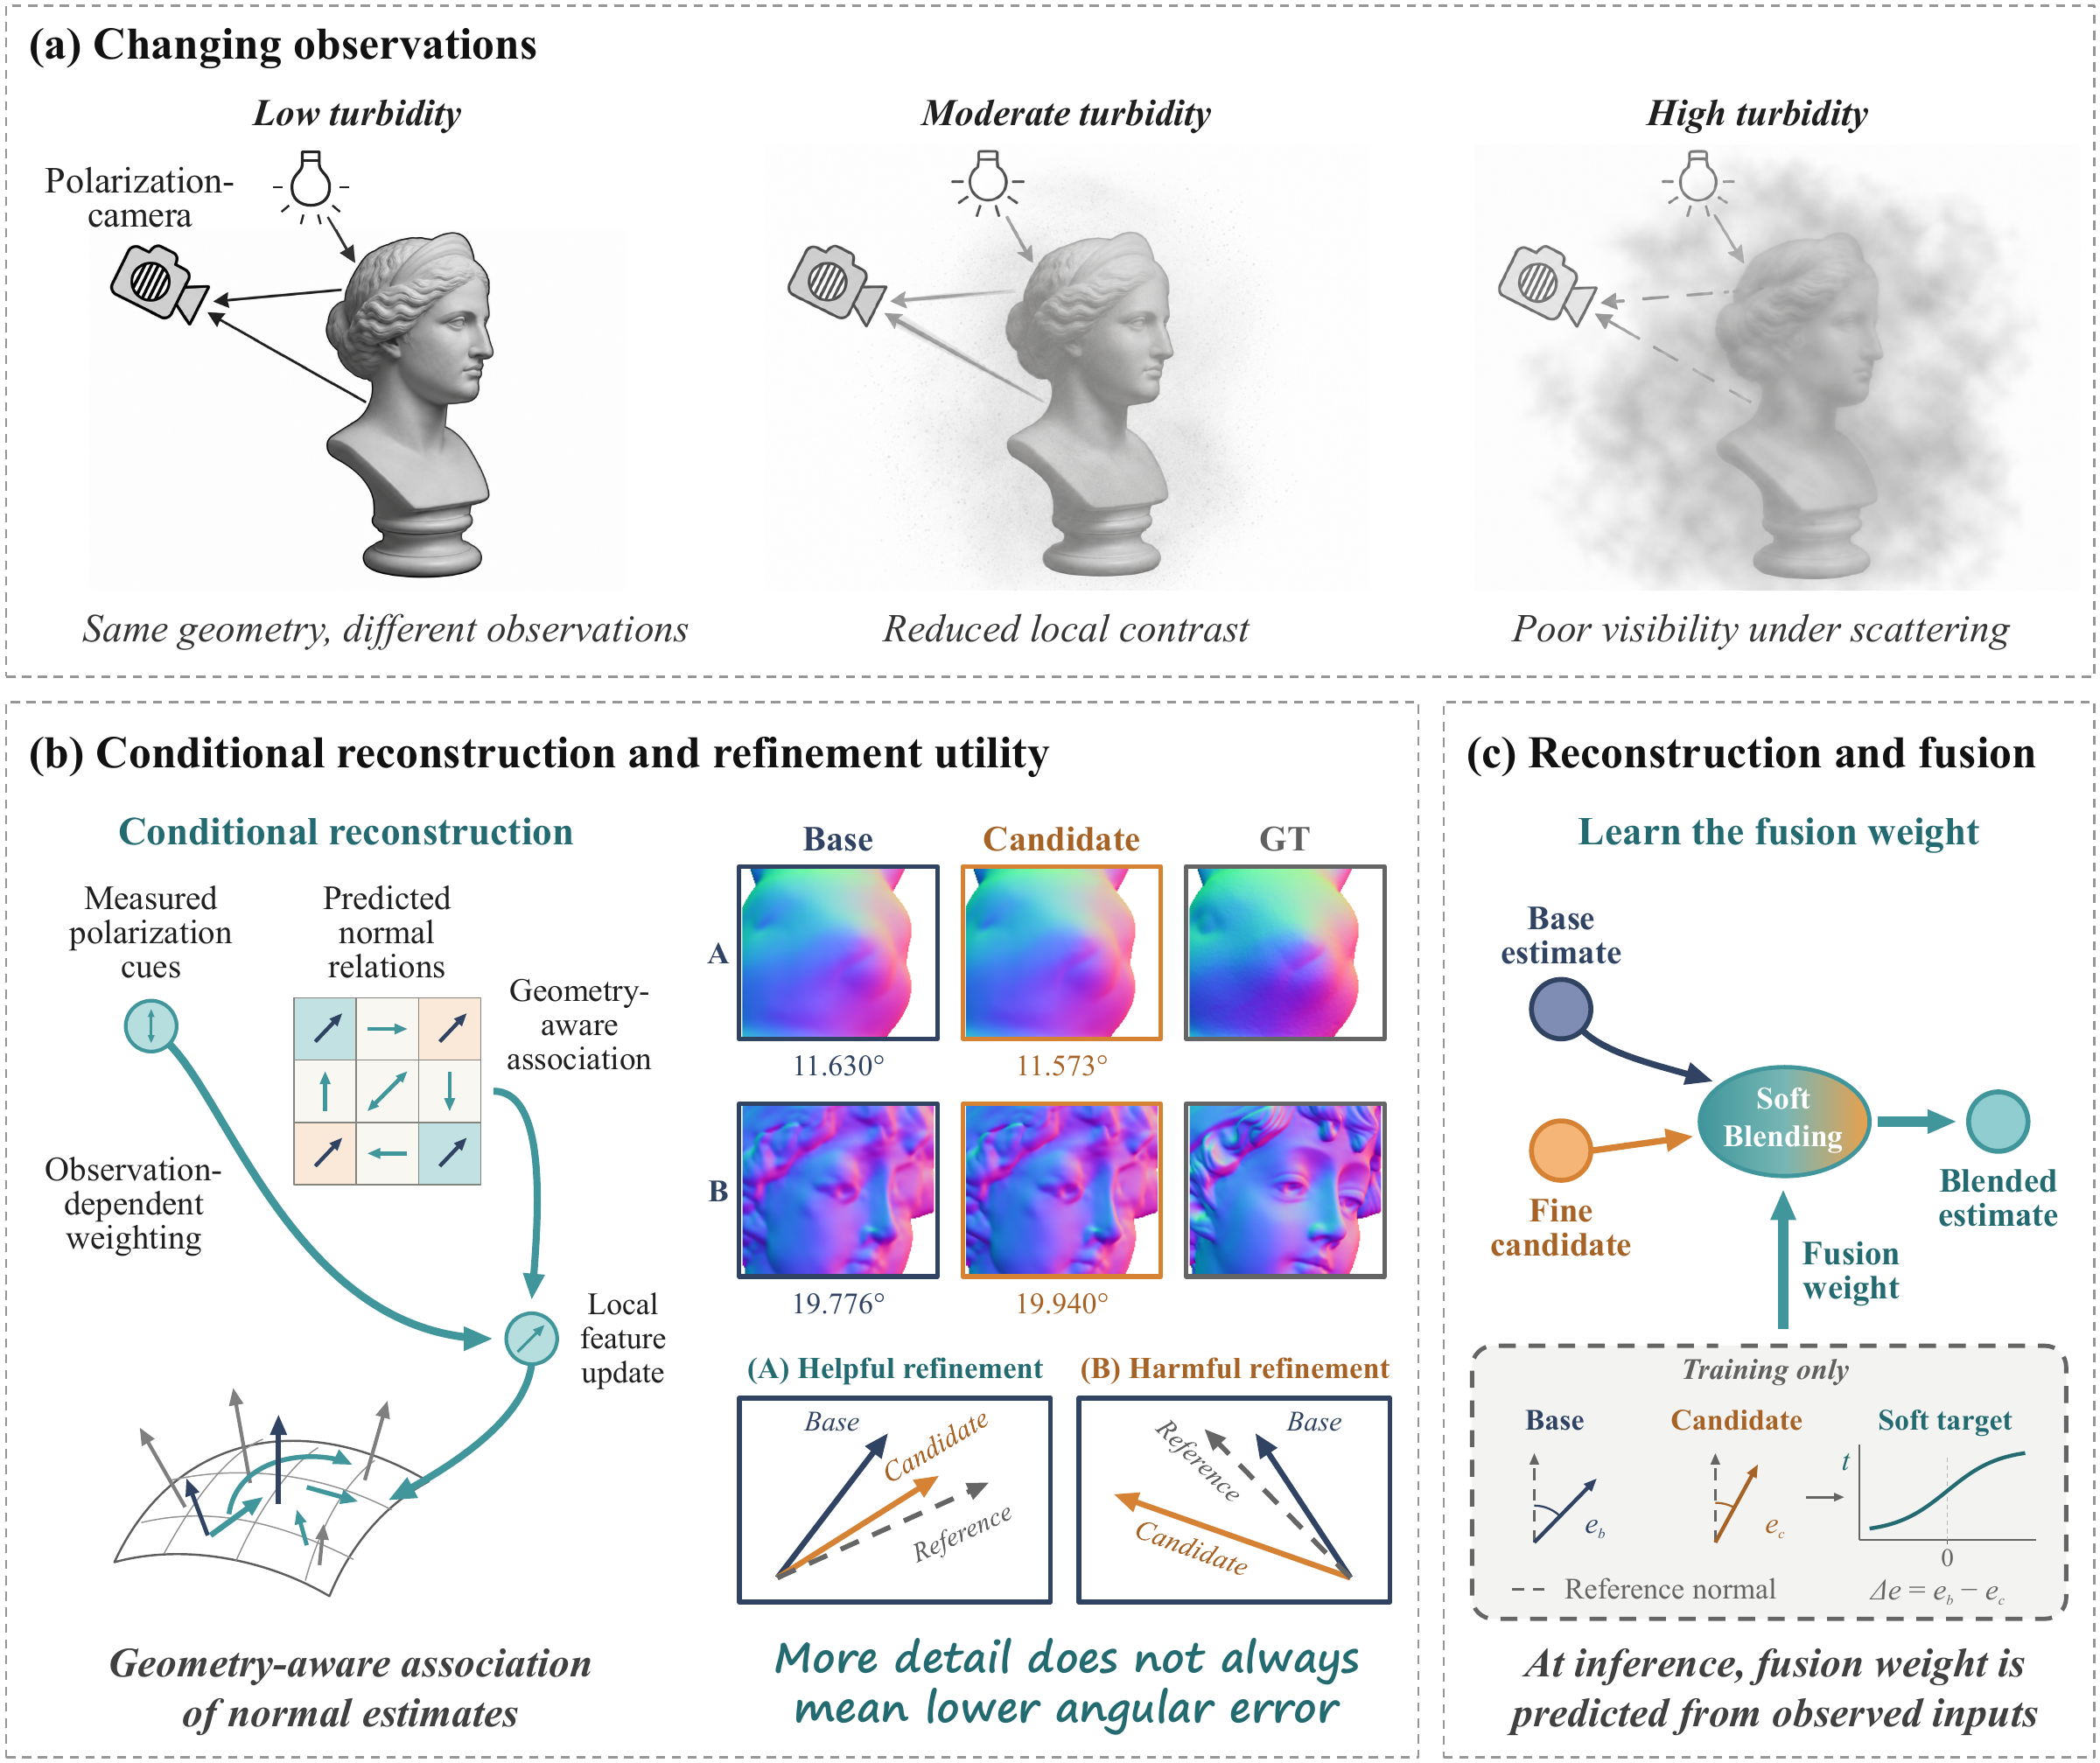 (a) Changing observations
Low turbidity
Moderate turbidity
High turbidity
Polarization-
camera
Same geometry, different observations
Reduced local contrast
Poor visibility under scattering
(b) Conditional reconstruction and refinement utility
Conditional reconstruction
Measured
polarization
cues
Predicted
normal
relations
Geometry-
aware
association
Observation-
dependent
weighting
Local
feature
update
Geometry-aware association
of normal estimates
Base
Candidate
GT
A
11.630°
11.573°
B
19.776°
19.940°
(A) Helpful refinement
Base
Candidate
Reference
(B) Harmful refinement
Reference
Base
Candidate
More detail does not always
mean lower angular error
(c) Reconstruction and fusion
Learn the fusion weight
Base
estimate
Soft
Blending
Fine
candidate
Blended
estimate
Fusion
weight
Training only
Base
Candidate
Soft target
t
e_b
e_c
0
Reference normal
Δe = e_b − e_c
At inference, fusion weight is
predicted from observed inputs